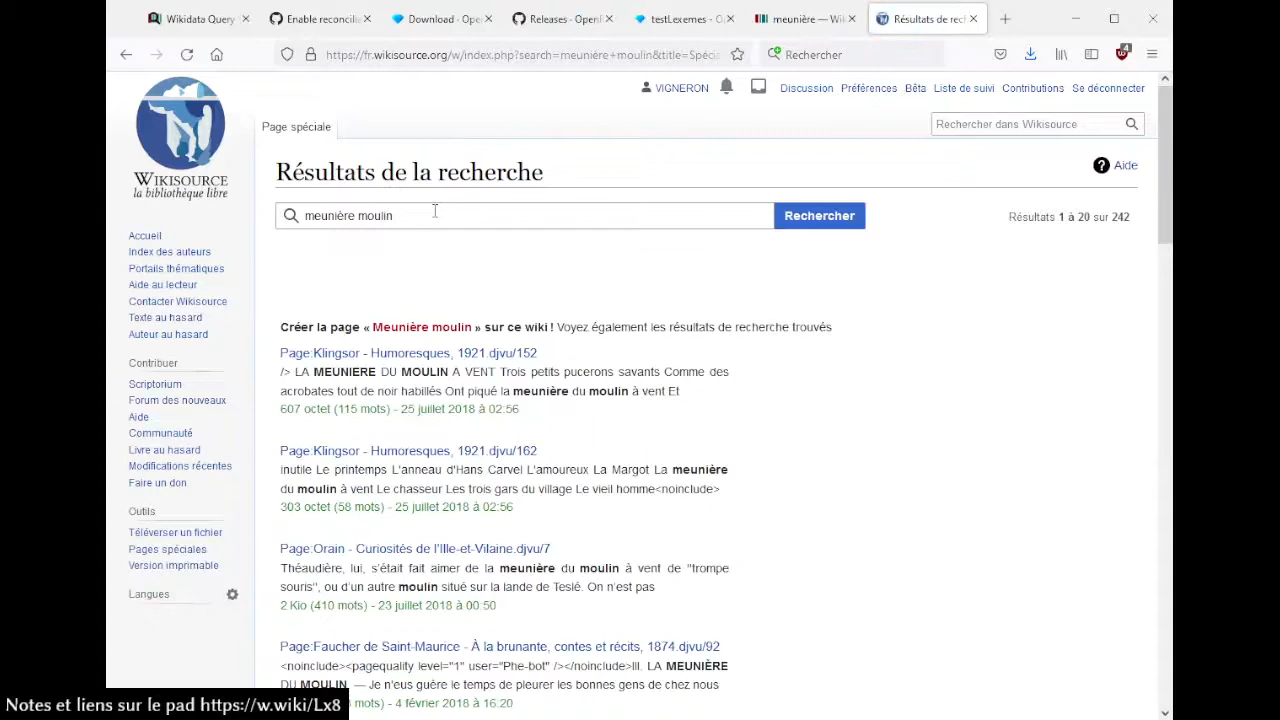 Wikidata Query
Enable reconcili
Download · Ope
Releases · OpenF
testLexemes - O
meunière — Wik
Résultats de rec
https://fr.wikisource.org/w/index.php?search=meunière+moulin&title=Spécia
Rechercher
4
VIGNERON
Discussion
Préférences
Bêta
Liste de suivi
Contributions
Se déconnecter
Page spéciale
Rechercher dans Wikisource
WIKISOURCE
la bibliothèque libre
Résultats de la recherche
Aide
meunière moulin
Rechercher
Résultats 1 à 20 sur 242
Accueil
Index des auteurs
Portails thématiques
Aide au lecteur
Contacter Wikisource
Texte au hasard
Auteur au hasard
Contribuer
Scriptorium
Forum des nouveaux
Aide
Communauté
Livre au hasard
Modifications récentes
Faire un don
Outils
Téléverser un fichier
Pages spéciales
Version imprimable
Langues
Créer la page « Meunière moulin » sur ce wiki ! Voyez également les résultats de recherche trouvés
Page:Klingsor - Humoresques, 1921.djvu/152
/> LA MEUNIERE DU MOULIN A VENT Trois petits pucerons savants Comme des
acrobates tout de noir habillés Ont piqué la meunière du moulin à vent Et
607 octet (115 mots) - 25 juillet 2018 à 02:56
Page:Klingsor - Humoresques, 1921.djvu/162
inutile Le printemps L'anneau d'Hans Carvel L'amoureux La Margot La meunière
du moulin à vent Le chasseur Les trois gars du village Le vieil homme<noinclude>
303 octet (58 mots) - 25 juillet 2018 à 02:56
Page:Orain - Curiosités de l'Ille-et-Vilaine.djvu/7
Théaudière, lui, s'était fait aimer de la meunière du moulin à vent de "trompe
souris", ou d'un autre moulin situé sur la lande de Teslé. On n'est pas
2 Kio (410 mots) - 23 juillet 2018 à 00:50
Page:Faucher de Saint-Maurice - À la brunante, contes et récits, 1874.djvu/92
<noinclude><pagequality level="1" user="Phe-bot" /></noinclude>III. LA MEUNIÈRE
DU MOULIN. — Je n'eus guère le temps de pleurer les bonnes gens de chez nous
mots) - 4 février 2018 à 16:20
Notes et liens sur le pad https://w.wiki/Lx8